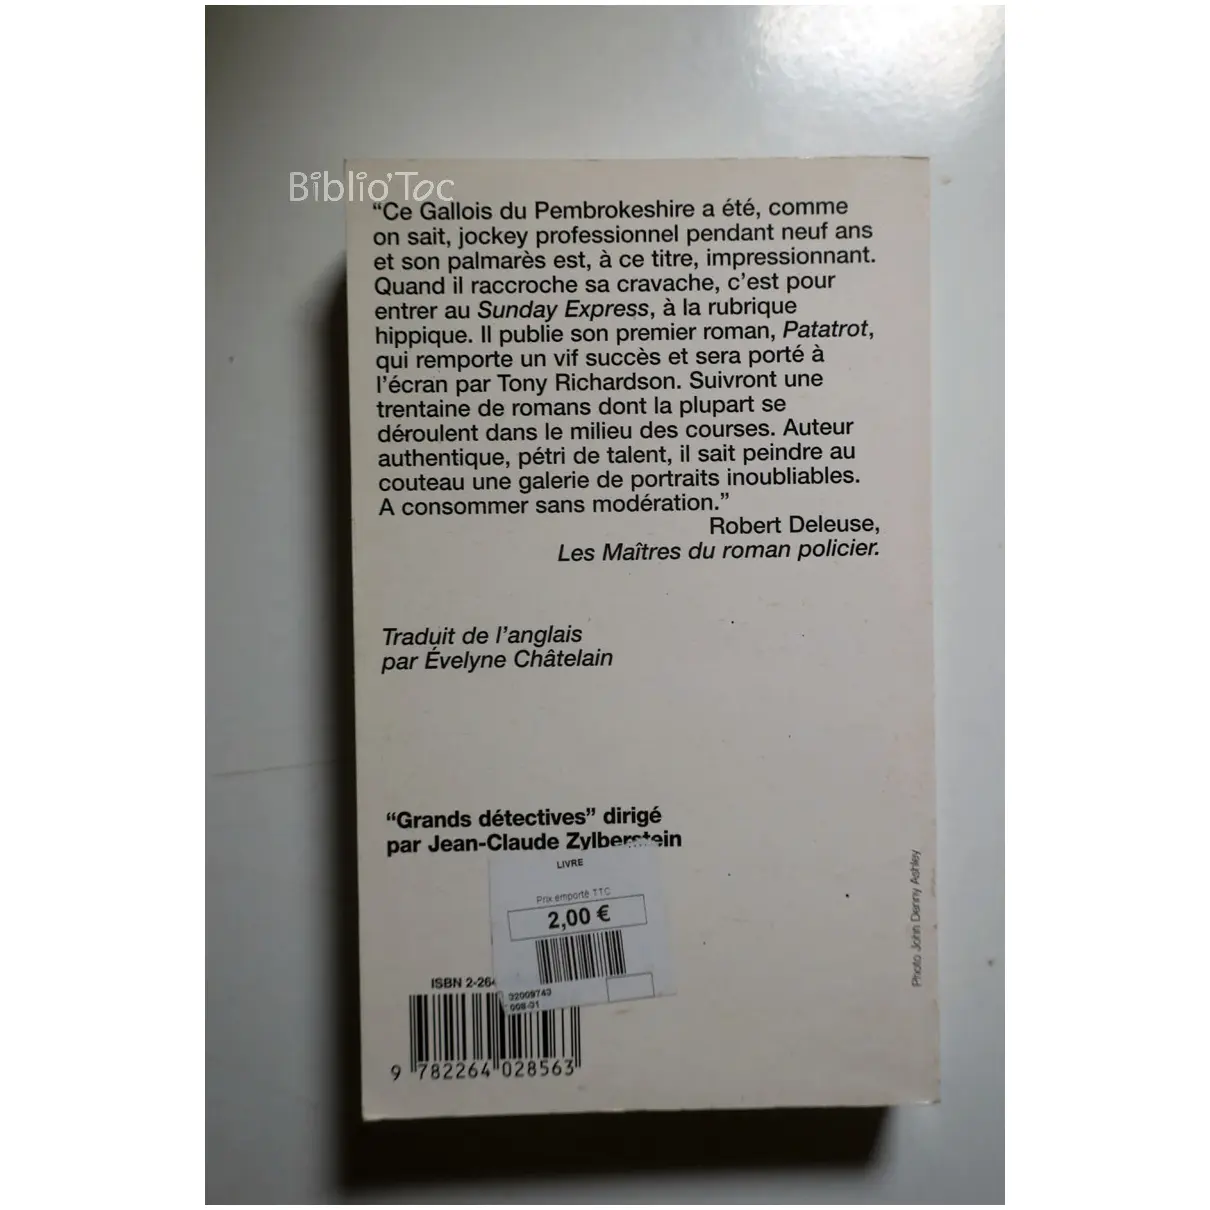 Biblio'Toc
“Ce Gallois du Pembrokeshire a été, comme
on sait, jockey professionnel pendant neuf ans
et son palmarès est, à ce titre, impressionnant.
Quand il raccroche sa cravache, c’est pour
entrer au Sunday Express, à la rubrique
hippique. Il publie son premier roman, Patatrot,
qui remporte un vif succès et sera porté à
l’écran par Tony Richardson. Suivront une
trentaine de romans dont la plupart se
déroulent dans le milieu des courses. Auteur
authentique, pétri de talent, il sait peindre au
couteau une galerie de portraits inoubliables.
A consommer sans modération.”
Robert Deleuse,
Les Maîtres du roman policier.
Traduit de l’anglais
par Évelyne Châtelain
“Grands détectives” dirigé
par Jean-Claude Zylberstein
LIVRE
Prix emporté TTC
2,00 €
32009743
008-01
ISBN 2-264
9 782264 028563
Photo John Denny Ashley